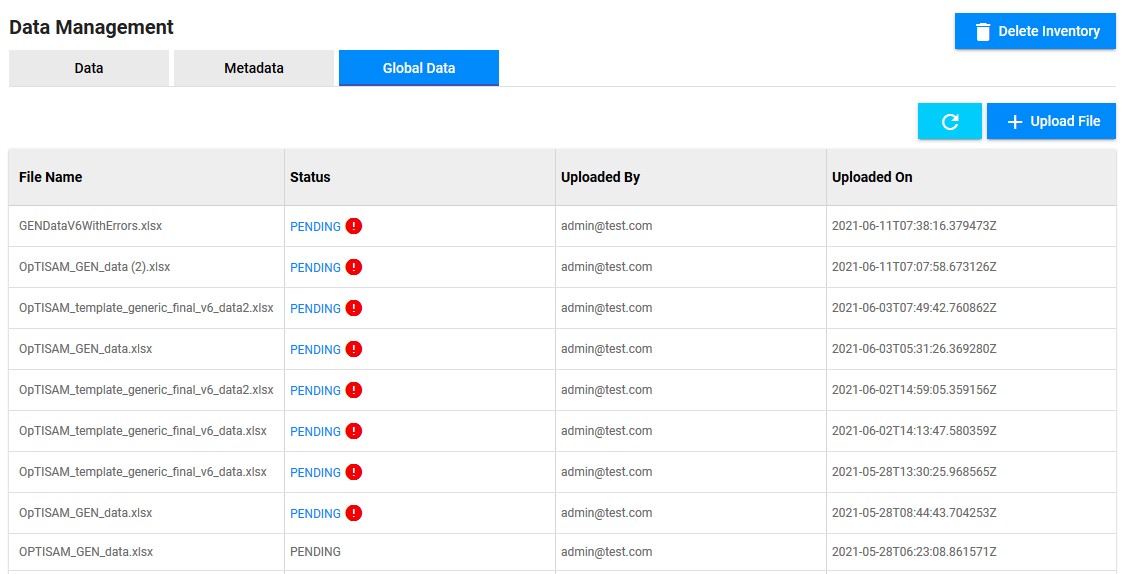 Data Management
Delete Inventory
Data Metadata Global Data
Upload File
File Name Status Uploaded By Uploaded On
GENDataV6WithErrors.xlsx PENDING ! admin@test.com 2021-06-11T07:38:16.379473Z
OpTISAM_GEN_data (2).xlsx PENDING ! admin@test.com 2021-06-11T07:07:58.673126Z
OpTISAM_template_generic_final_v6_data2.xlsx PENDING ! admin@test.com 2021-06-03T07:49:42.760862Z
OpTISAM_GEN_data.xlsx PENDING ! admin@test.com 2021-06-03T05:31:26.369280Z
OpTISAM_template_generic_final_v6_data2.xlsx PENDING ! admin@test.com 2021-06-02T14:59:05.359156Z
OpTISAM_template_generic_final_v6_data.xlsx PENDING ! admin@test.com 2021-06-02T14:13:47.580359Z
OpTISAM_template_generic_final_v6_data.xlsx PENDING ! admin@test.com 2021-05-28T13:30:25.968565Z
OpTISAM_GEN_data.xlsx PENDING ! admin@test.com 2021-05-28T08:44:43.704253Z
OPTISAM_GEN_data.xlsx PENDING admin@test.com 2021-05-28T06:23:08.861571Z